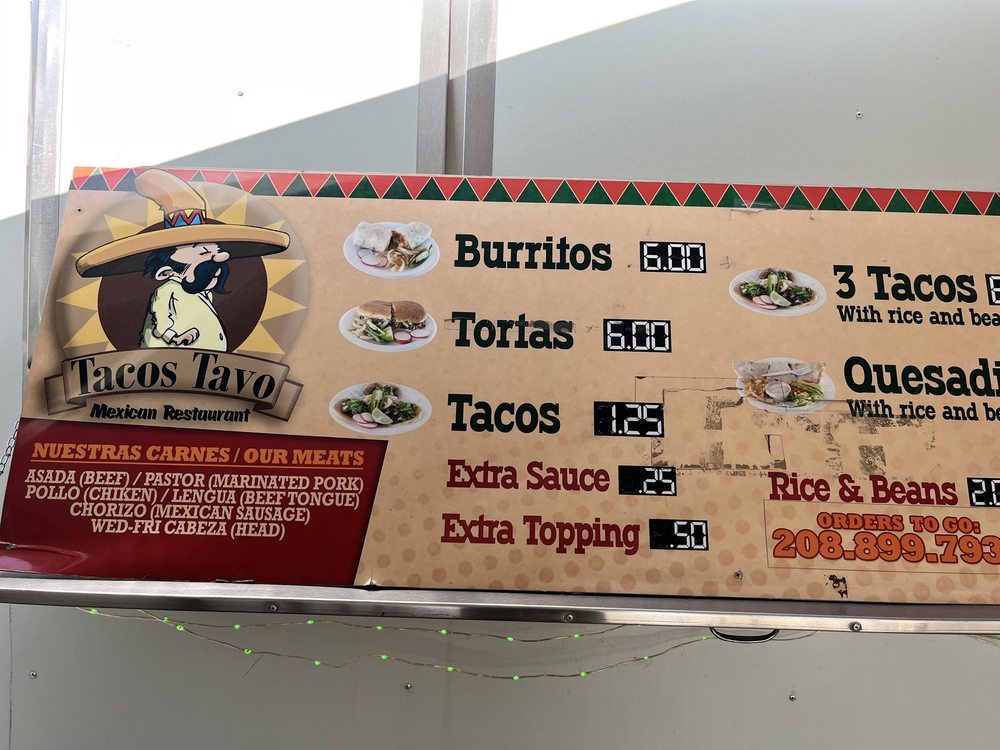 Tacos Tavo
Mexican Restaurant
NUESTRAS CARNES / OUR MEATS
ASADA (BEEF) / PASTOR (MARINATED PORK)
POLLO (CHIKEN) / LENGUA (BEEF TONGUE)
CHORIZO (MEXICAN SAUSAGE)
WED-FRI CABEZA (HEAD)
Burritos 6.00
Tortas 6.00
Tacos 1.25
Extra Sauce .25
Extra Topping .50
3 Tacos
With rice and bea
Quesadi
With rice and be
Rice & Beans 2.0
ORDERS TO GO:
208.899.793